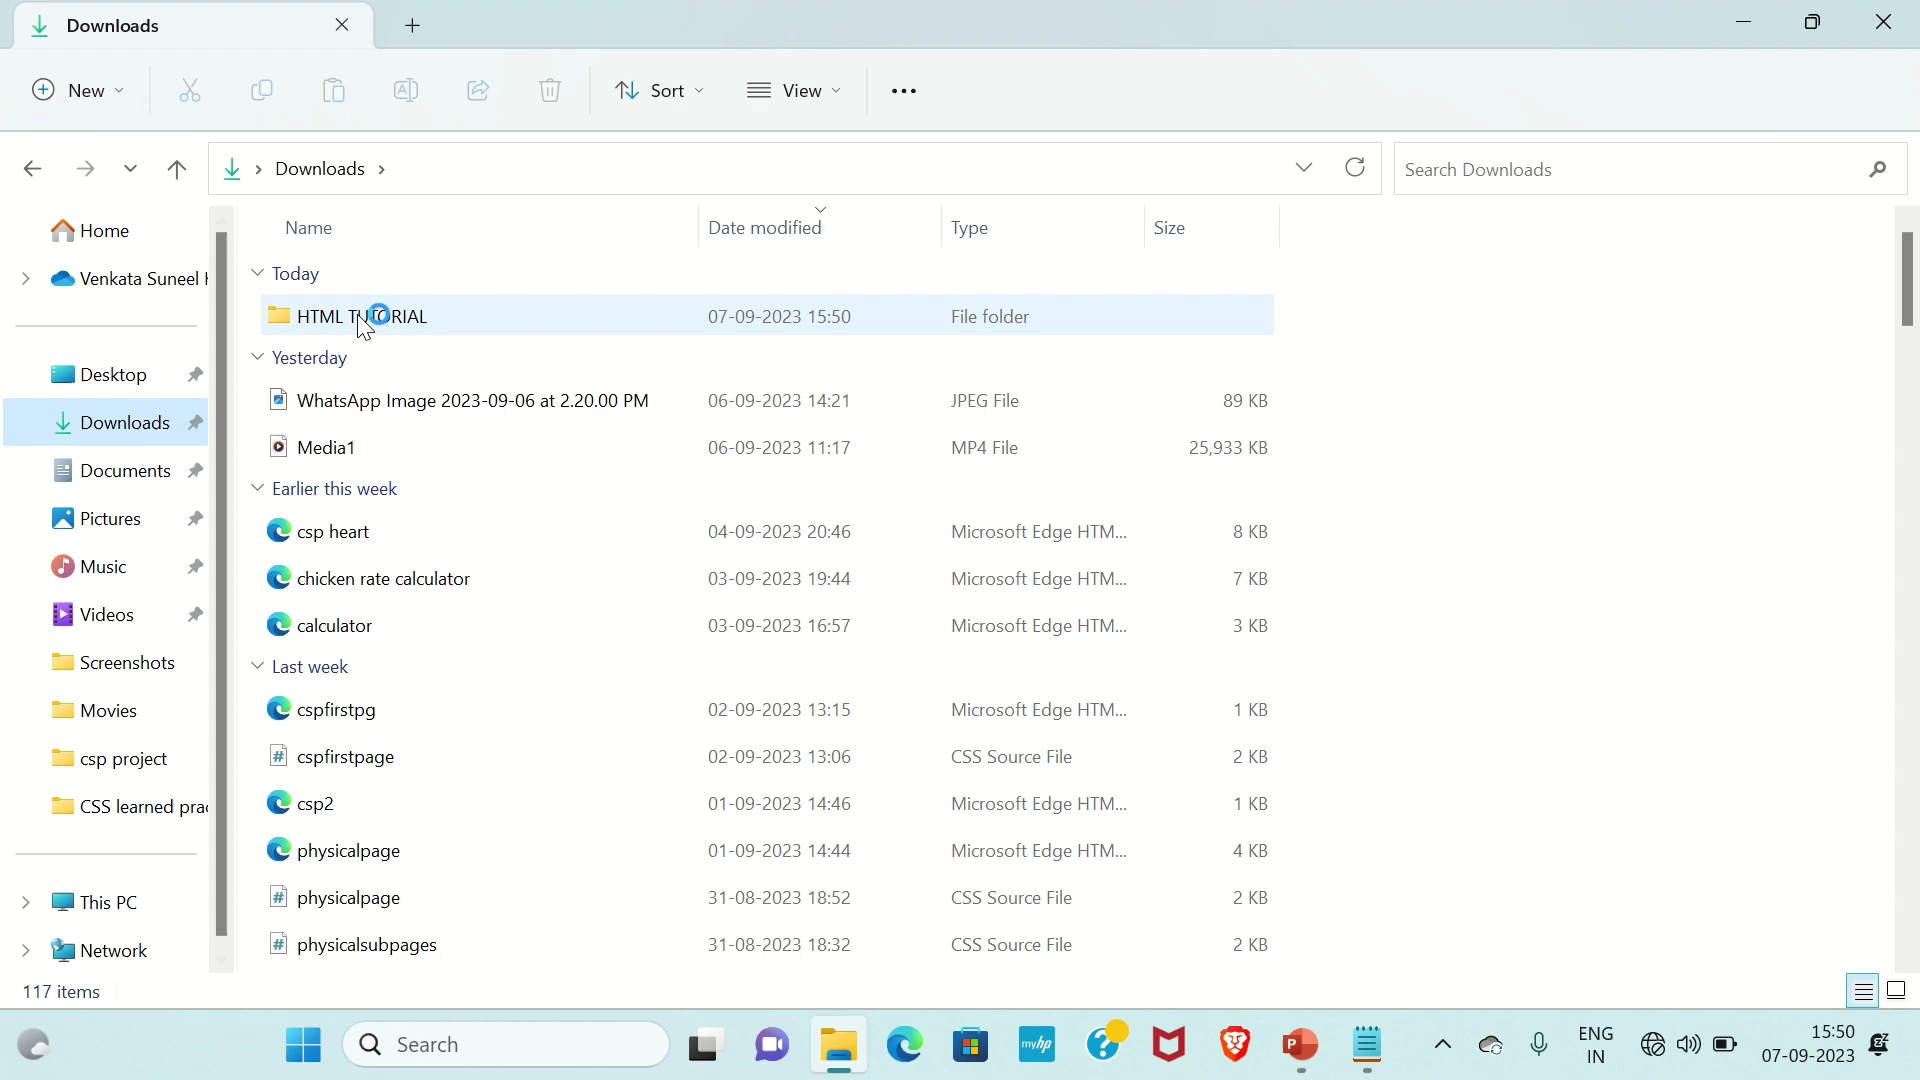 Downloads
New
Sort
View
Downloads
Search Downloads
Home
Venkata Suneel
Desktop
Downloads
Documents
Pictures
Music
Videos
Screenshots
Movies
csp project
CSS learned prac
This PC
Network
Name Date modified Type Size
Today
HTML TUTORIAL 07-09-2023 15:50 File folder
Yesterday
WhatsApp Image 2023-09-06 at 2.20.00 PM 06-09-2023 14:21 JPEG File 89 KB
Media1 06-09-2023 11:17 MP4 File 25,933 KB
Earlier this week
csp heart 04-09-2023 20:46 Microsoft Edge HTM... 8 KB
chicken rate calculator 03-09-2023 19:44 Microsoft Edge HTM... 7 KB
calculator 03-09-2023 16:57 Microsoft Edge HTM... 3 KB
Last week
cspfirstpg 02-09-2023 13:15 Microsoft Edge HTM... 1 KB
cspfirstpage 02-09-2023 13:06 CSS Source File 2 KB
csp2 01-09-2023 14:46 Microsoft Edge HTM... 1 KB
physicalpage 01-09-2023 14:44 Microsoft Edge HTM... 4 KB
physicalpage 31-08-2023 18:52 CSS Source File 2 KB
physicalsubpages 31-08-2023 18:32 CSS Source File 2 KB
117 items
Search
myhp
ENG
IN
15:50
07-09-2023